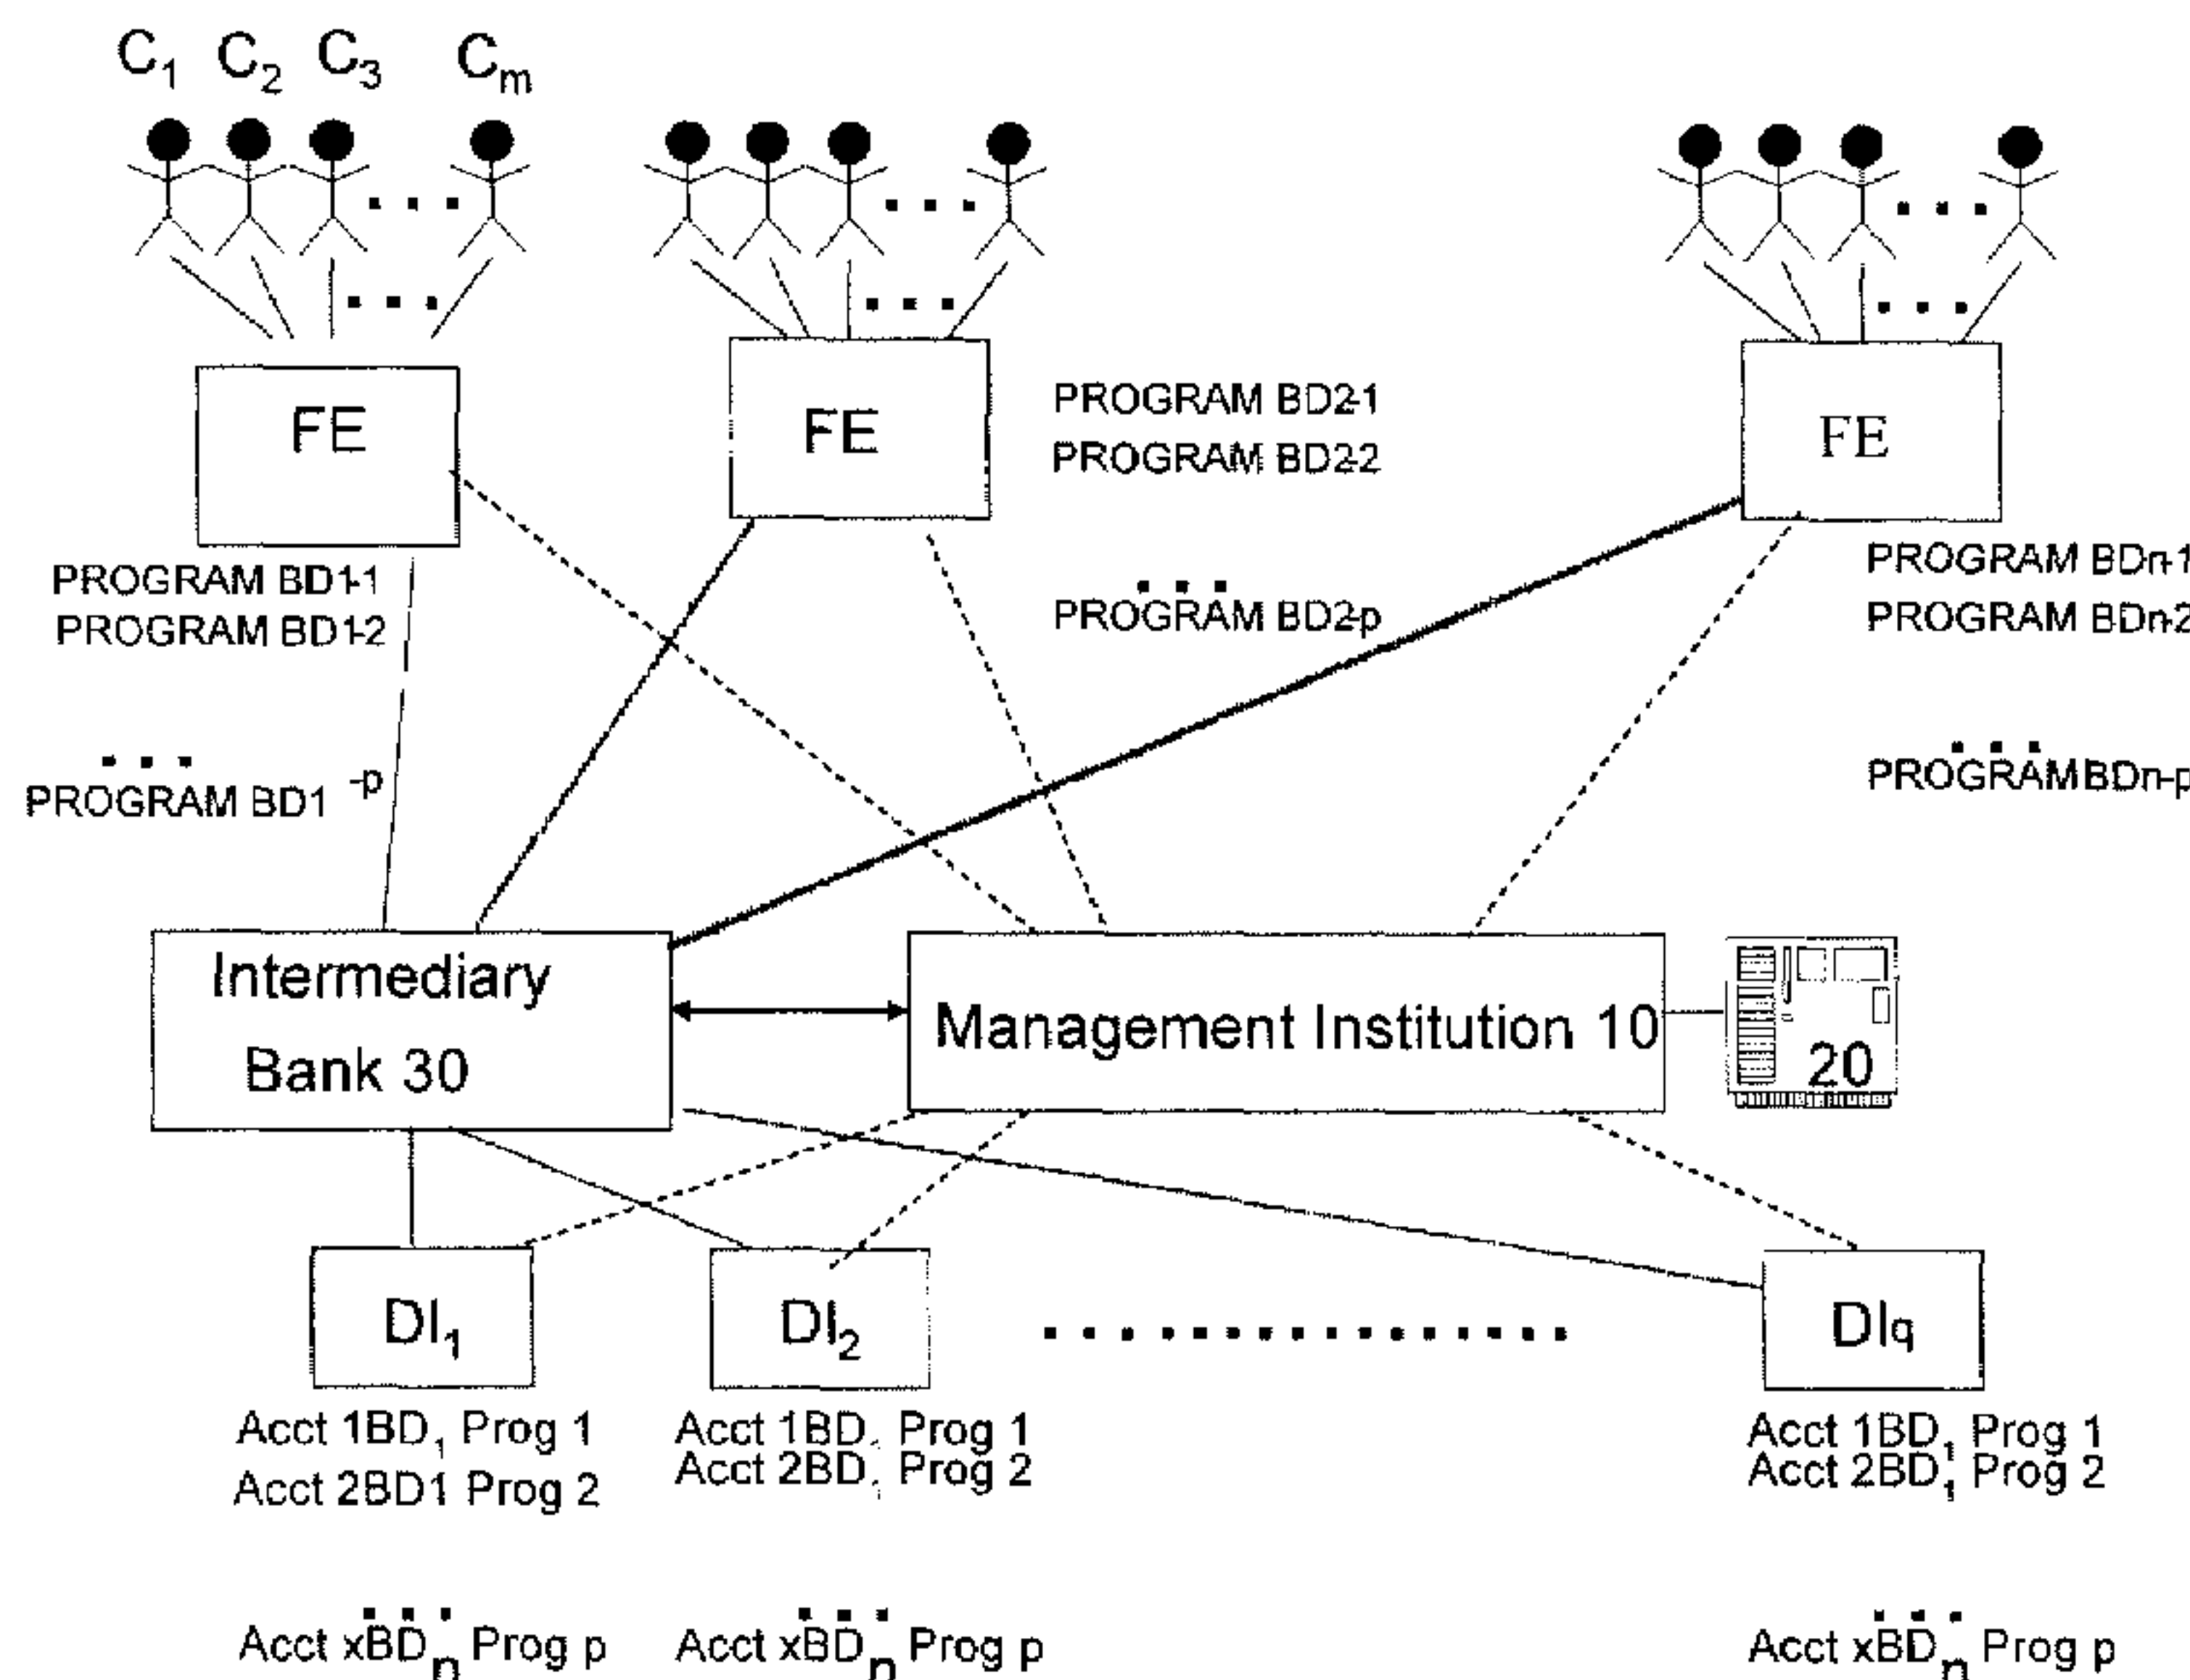 C₁ C₂ C₃ Cₘ
FE
FE
FE
PROGRAM BD2-1
PROGRAM BD2-2
PROGRAM BD2-p
PROGRAM BD1-1
PROGRAM BD1-2
PROGRAM BD1 -p
PROGRAM BDn-1
PROGRAM BDn-2
PROGRAMBDn-p
Intermediary
Bank 30
Management Institution 10
20
DI₁
DI₂
DIq
Acct 1BD₁ Prog 1
Acct 2BD1 Prog 2
Acct xBDₙ Prog p
Acct 1BD₁ Prog 1
Acct 2BD₁ Prog 2
Acct xBDₙ Prog p
Acct 1BD₁ Prog 1
Acct 2BD₁ Prog 2
Acct xBDₙ Prog p